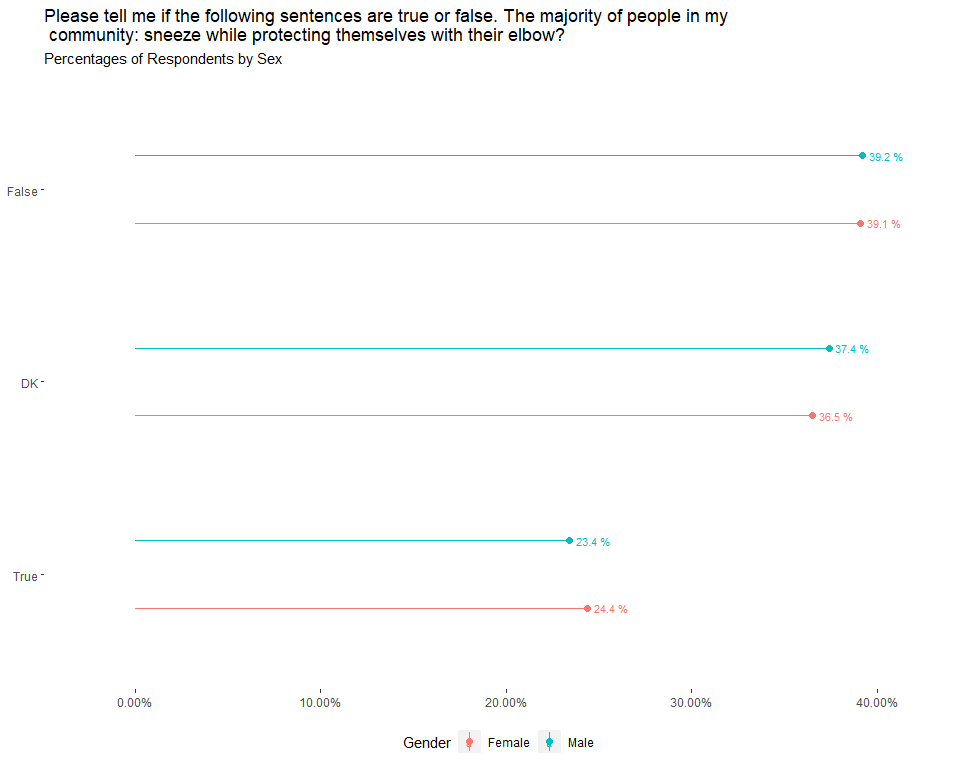 Please tell me if the following sentences are true or false. The majority of people in my
community: sneeze while protecting themselves with their elbow?
Percentages of Respondents by Sex
39.2 %
False
39.1 %
37.4 %
DK
36.5 %
23.4 %
True
24.4 %
0.00% 10.00% 20.00% 30.00% 40.00%
Gender Female Male